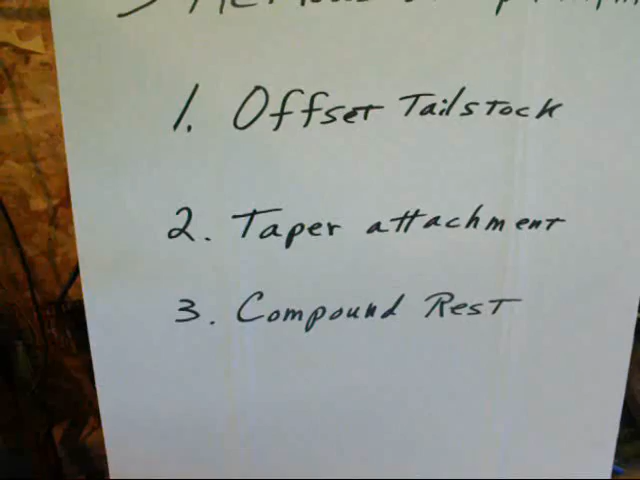 1. Offset Tailstock
2. Taper attachment
3. Compound Rest